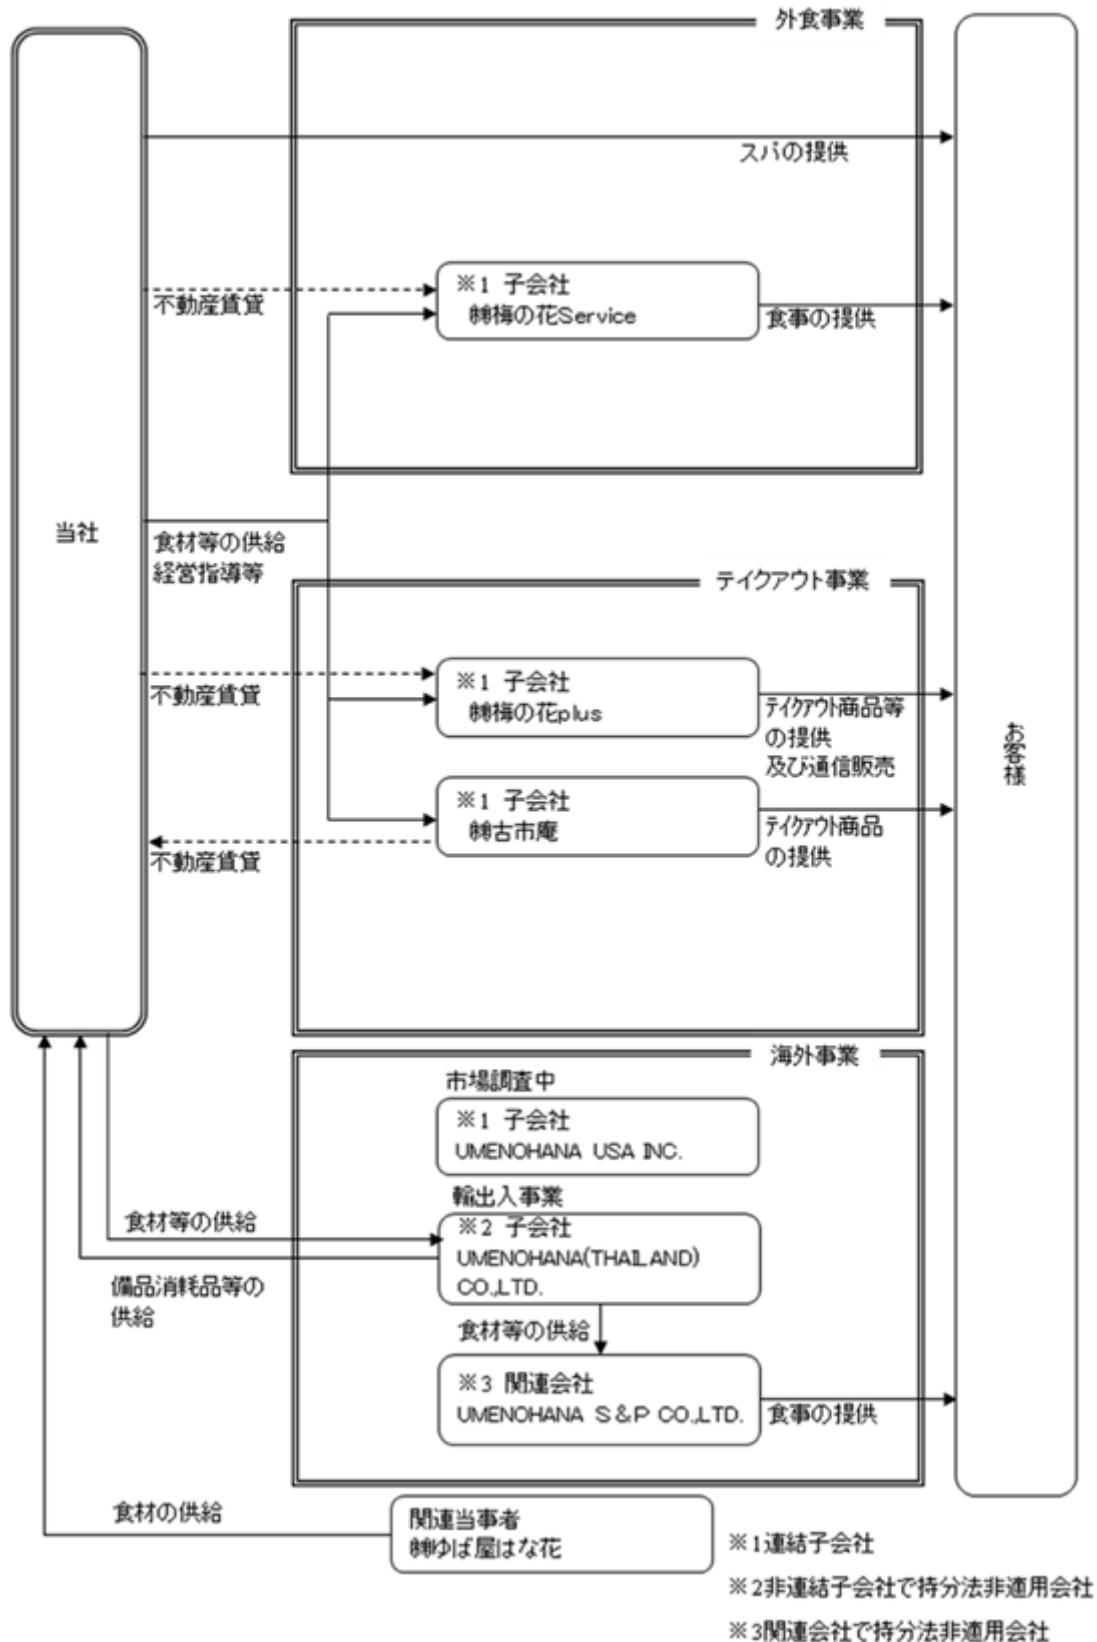 外食事業
スパの提供
不動産賃貸
※1 子会社
㈱梅の花Service
食事の提供
当社
食材等の供給
経営指導等
テイクアウト事業
不動産賃貸
※1 子会社
㈱梅の花plus
テイクアウト商品等
の提供
及び通信販売
お客様
※1 子会社
㈱古市庵
テイクアウト商品
の提供
不動産賃貸
海外事業
市場調査中
※1 子会社
UMENOHANA USA INC.
輸出入事業
食材等の供給
※2 子会社
UMENOHANA(THAILAND)
CO.,LTD.
備品消耗品等の
供給
食材等の供給
※3 関連会社
UMENOHANA S&P CO.,LTD.
食事の提供
食材の供給
関連当事者
㈱ゆば屋はな花
※1連結子会社
※2非連結子会社で持分法非適用会社
※3関連会社で持分法非適用会社